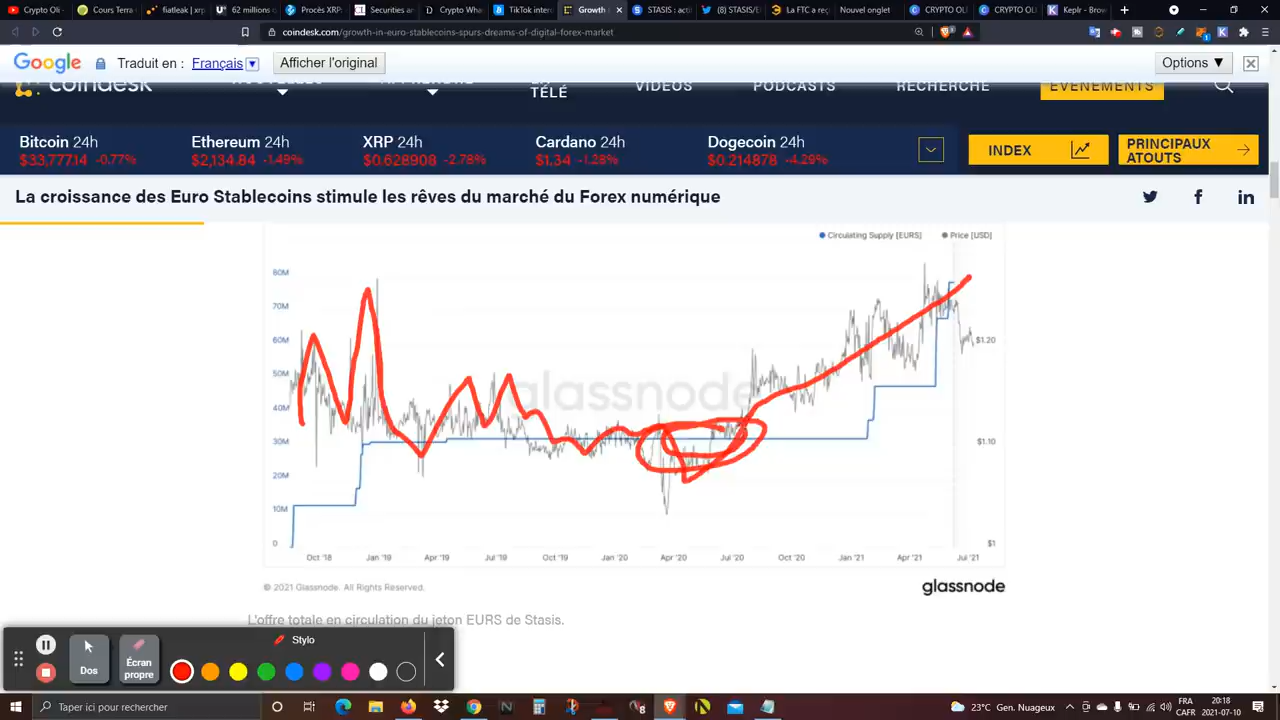 Crypto Oli
Cours Terr
fiatleak | xrp
62 millions c
Procès XRP:
Securities an
Crypto Wha
TikTok inter
Growth
STASIS : acti
(8) STASIS/E
La FTC a reç
Nouvel onglet
CRYPTO OLI
CRYPTO OLI
Keplr - Brow
coindesk.com/growth-in-euro-stablecoins-spurs-dreams-of-digital-forex-market
Google Traduit en : Français Afficher l'original Options ▼
coindesk
TÉLÉ
VIDÉOS
PODCASTS
RECHERCHE
ÉVÉNEMENTS
Bitcoin 24h
$33,777.14 -0.77%
Ethereum 24h
$2,134.84 -1.49%
XRP 24h
$0.628908 -2.78%
Cardano 24h
$1.34 -1.28%
Dogecoin 24h
$0.214878 -4.29%
INDEX
PRINCIPAUX
ATOUTS
La croissance des Euro Stablecoins stimule les rêves du marché du Forex numérique
Circulating Supply [EURS] Price [USD]
80M
70M
60M
50M
40M
30M
20M
10M
0
$1.20
$1.10
$1
glassnode
Oct '18 Jan '19 Apr '19 Jul '19 Oct '19 Jan '20 Apr '20 Jul '20 Oct '20 Jan '21 Apr '21 Jul '21
© 2021 Glassnode. All Rights Reserved.
glassnode
L'offre totale en circulation du jeton EURS de Stasis.
Stylo
Dos
Écran
propre
Taper ici pour rechercher
23°C Gen. Nuageux
FRA
CAFR
20:18
2021-07-10